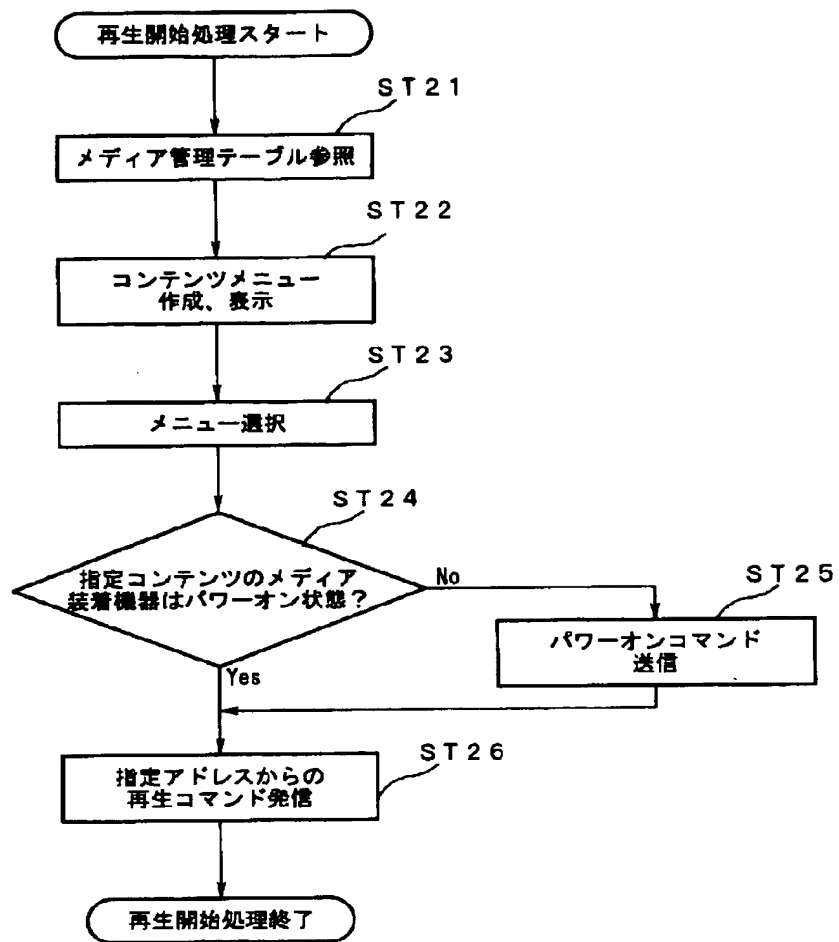 再生開始処理スタート
ST21
メディア管理テーブル参照
ST22
コンテンツメニュー
作成、表示
ST23
メニュー選択
ST24
指定コンテンツのメディア
装着機器はパワーオン状態?
No
ST25
パワーオンコマンド
送信
Yes
ST26
指定アドレスからの
再生コマンド発信
再生開始処理終了